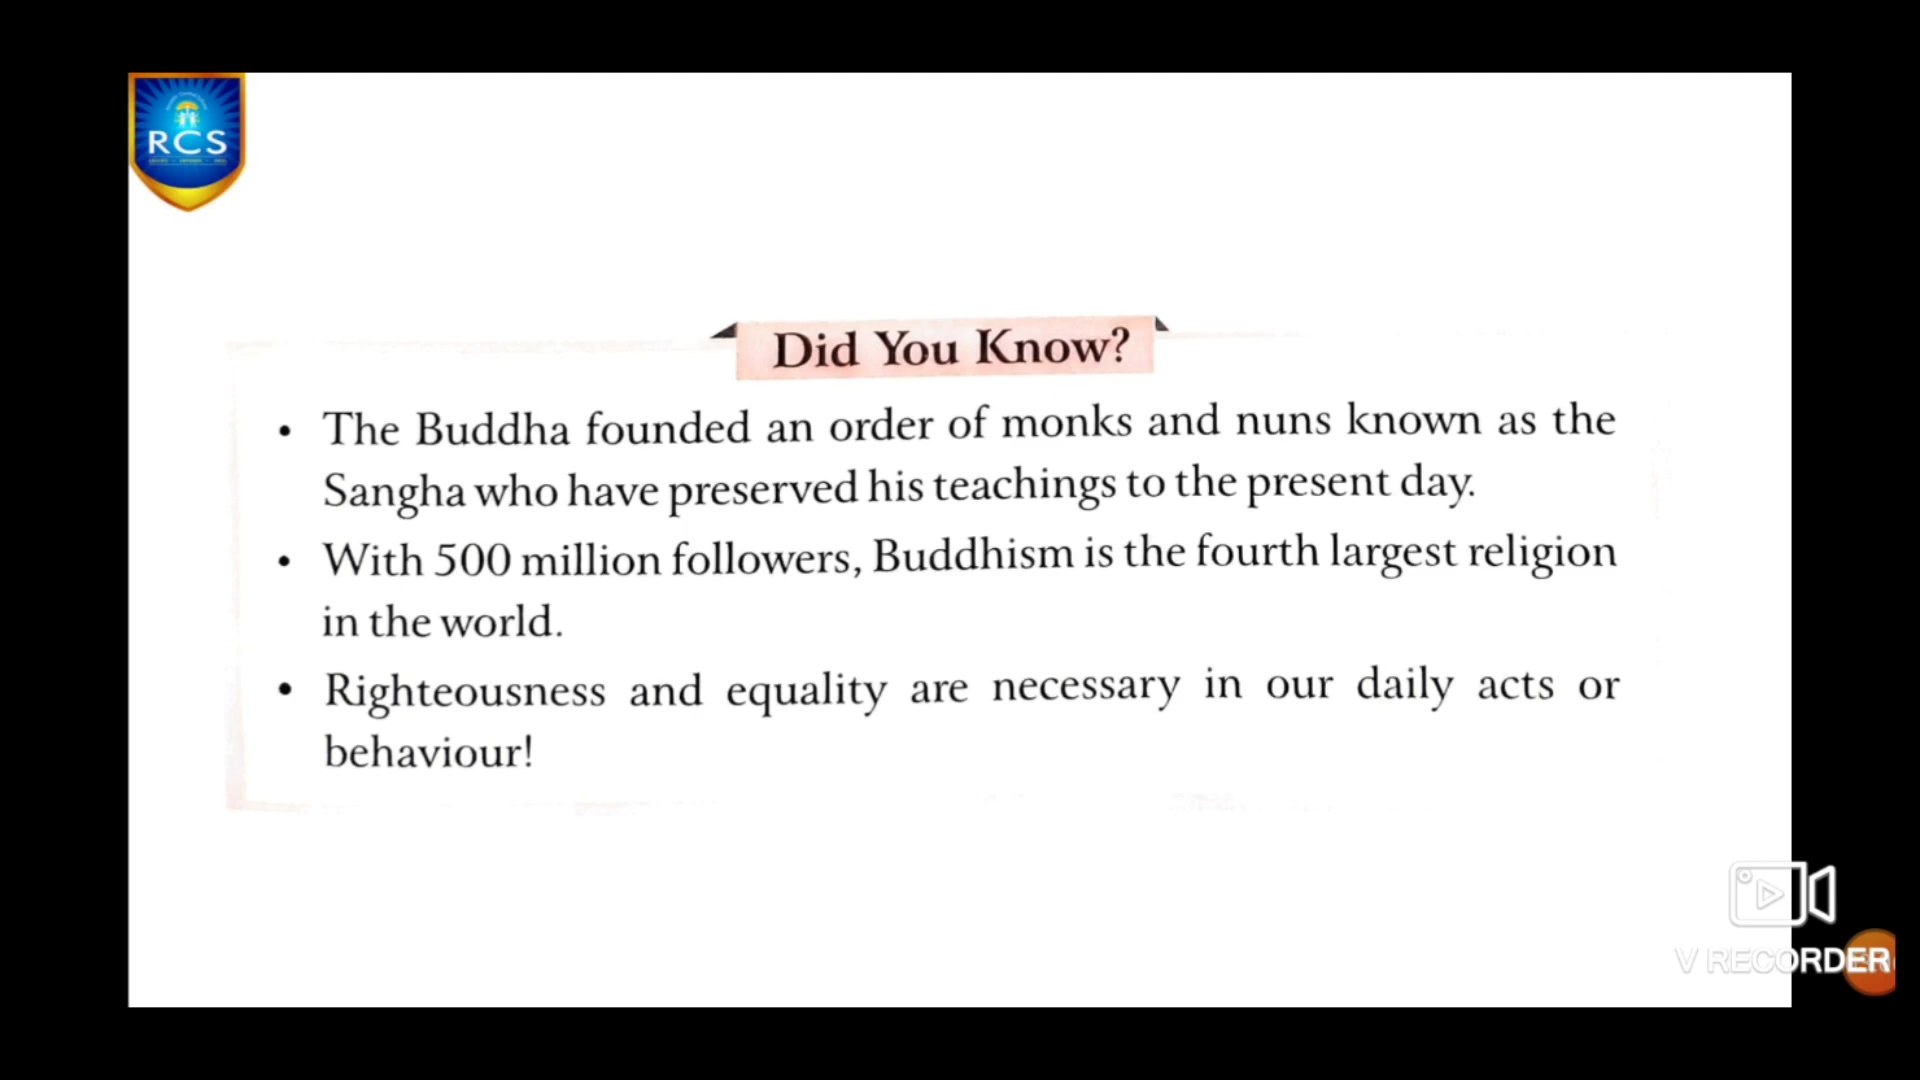 RCS
Did You Know?
• The Buddha founded an order of monks and nuns known as the
Sangha who have preserved his teachings to the present day.
• With 500 million followers, Buddhism is the fourth largest religion
in the world.
• Righteousness and equality are necessary in our daily acts or
behaviour!
V RECORDER